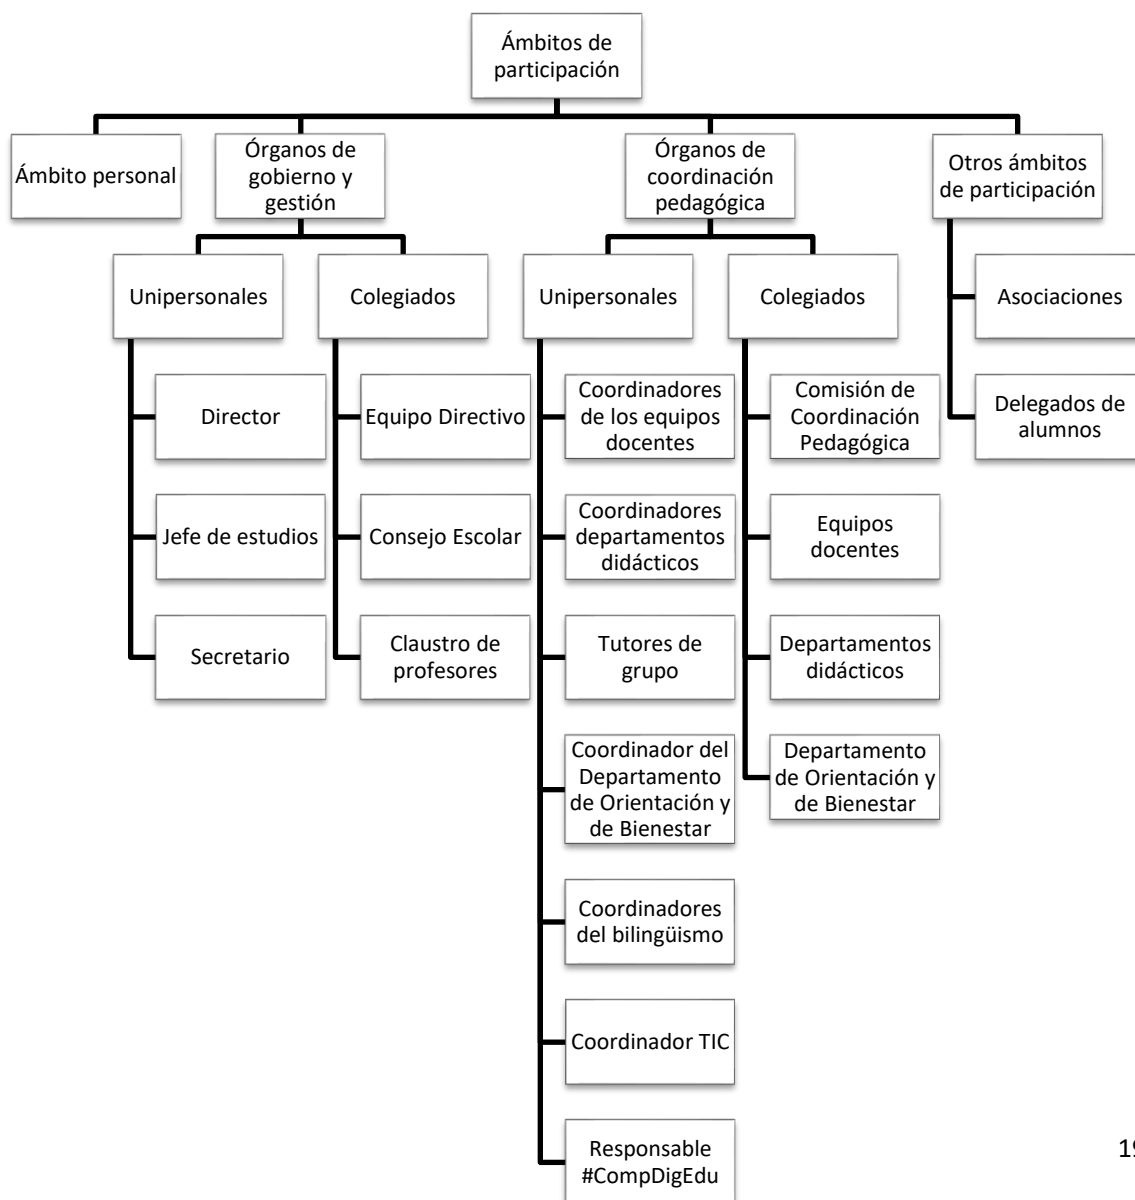 Ámbitos de
participación
Ámbito personal
Órganos de
gobierno y
gestión
Órganos de
coordinación
pedagógica
Otros ámbitos
de participación
Unipersonales
Colegiados
Unipersonales
Colegiados
Asociaciones
Director
Equipo Directivo
Coordinadores
de los equipos
docentes
Comisión de
Coordinación
Pedagógica
Delegados de
alumnos
Jefe de estudios
Consejo Escolar
Coordinadores
departamentos
didácticos
Equipos
docentes
Secretario
Claustro de
profesores
Tutores de
grupo
Departamentos
didácticos
Coordinador del
Departamento
de Orientación y
de Bienestar
Departamento
de Orientación y
de Bienestar
Coordinadores
del bilingüismo
Coordinador TIC
Responsable
#CompDigEdu
19